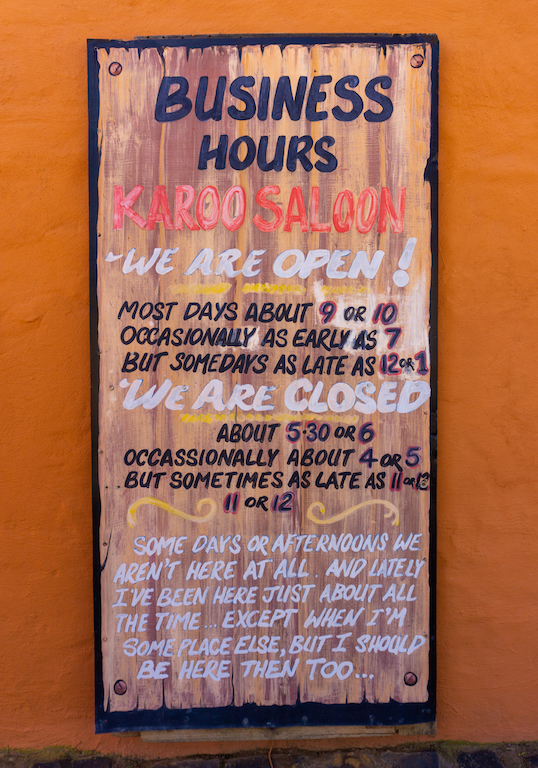 BUSINESS
HOURS
KAROO SALOON
WE ARE OPEN!
MOST DAYS ABOUT 9 OR 10
OCCASIONALLY AS EARLY AS 7
BUT SOMEDAYS AS LATE AS 12 OR 1
WE ARE CLOSED
ABOUT 5·30 OR 6
OCCASSIONALLY ABOUT 4 OR 5
BUT SOMETIMES AS LATE AS 11 OR
11 OR 12
SOME DAYS OR AFTERNOONS WE
AREN'T HERE AT ALL. AND LATELY
I'VE BEEN HERE JUST ABOUT ALL
THE TIME... EXCEPT WHEN I'M
SOME PLACE ELSE, BUT I SHOULD
BE HERE THEN TOO...